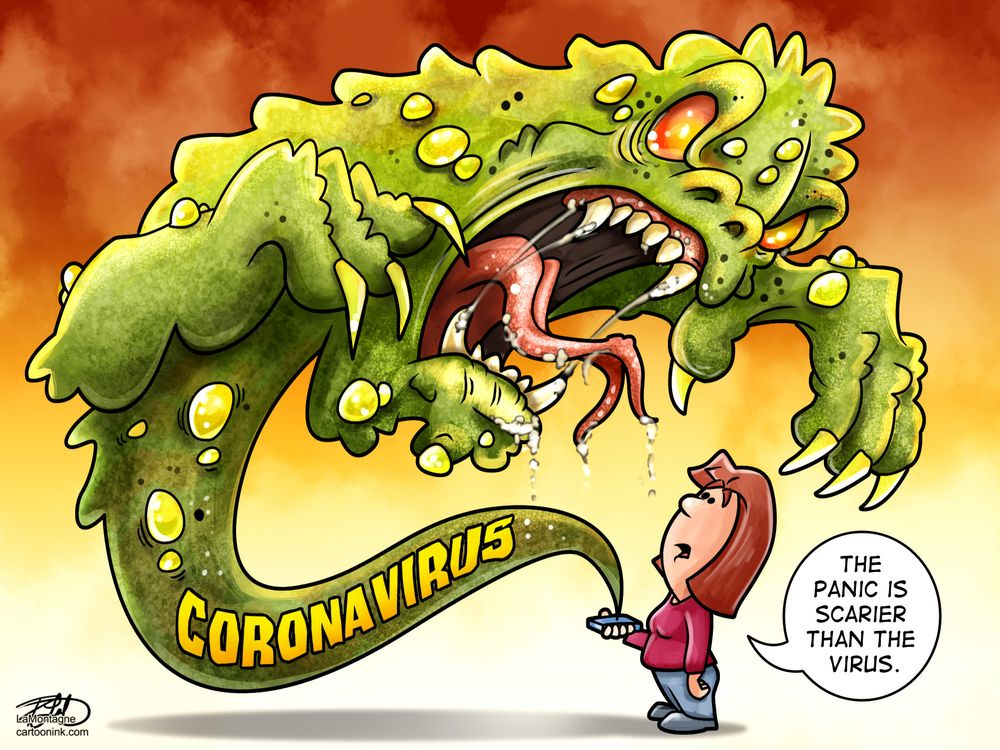 CORONAVIRUS
THE
PANIC IS
SCARIER
THAN THE
VIRUS.
LaMontagne
cartoonink.com